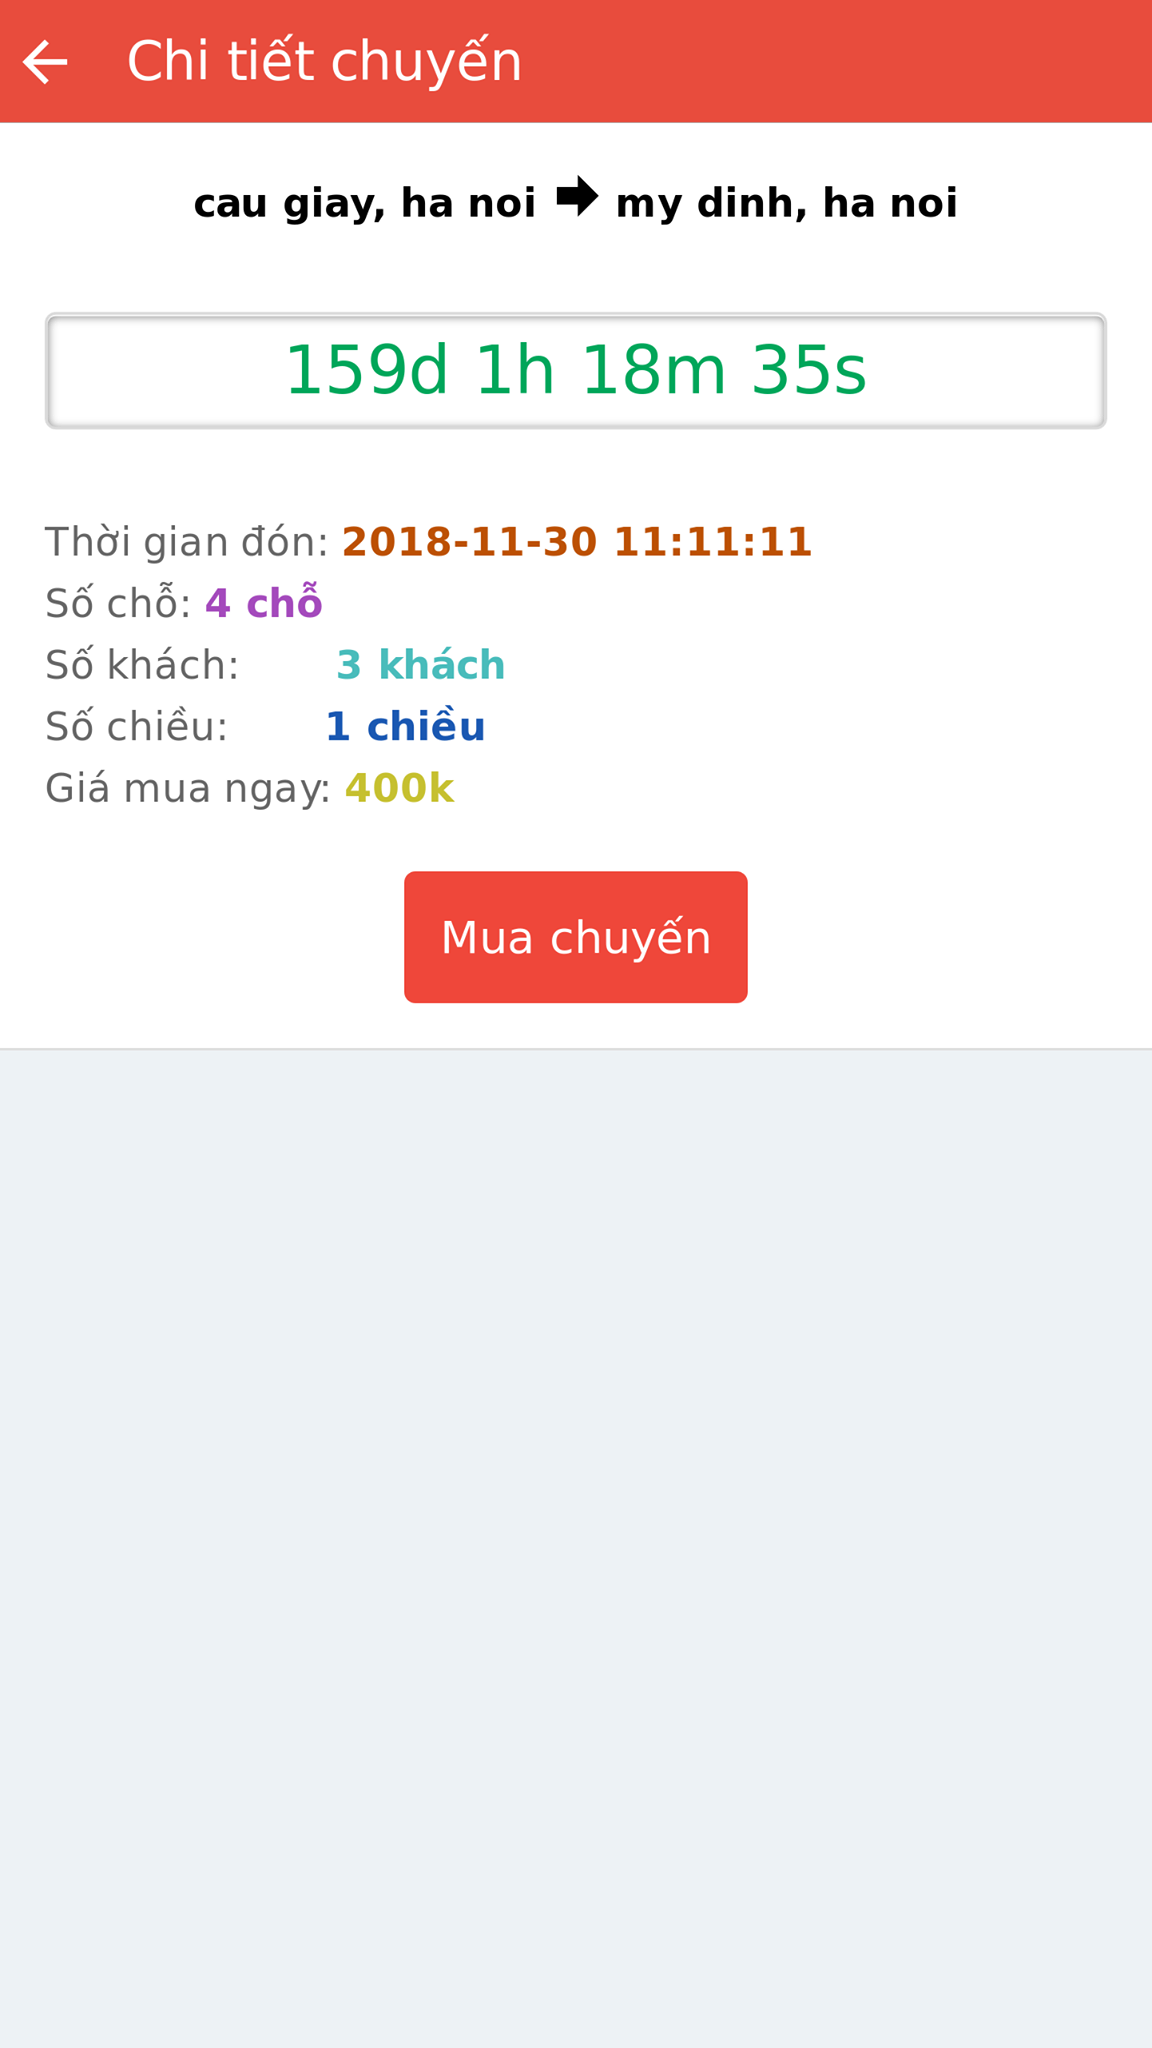 Chi tiết chuyến
cau giay, ha noi 🡆 my dinh, ha noi
159d 1h 18m 35s
Thời gian đón: 2018-11-30 11:11:11
Số chỗ: 4 chỗ
Số khách: 3 khách
Số chiều: 1 chiều
Giá mua ngay: 400k
Mua chuyến